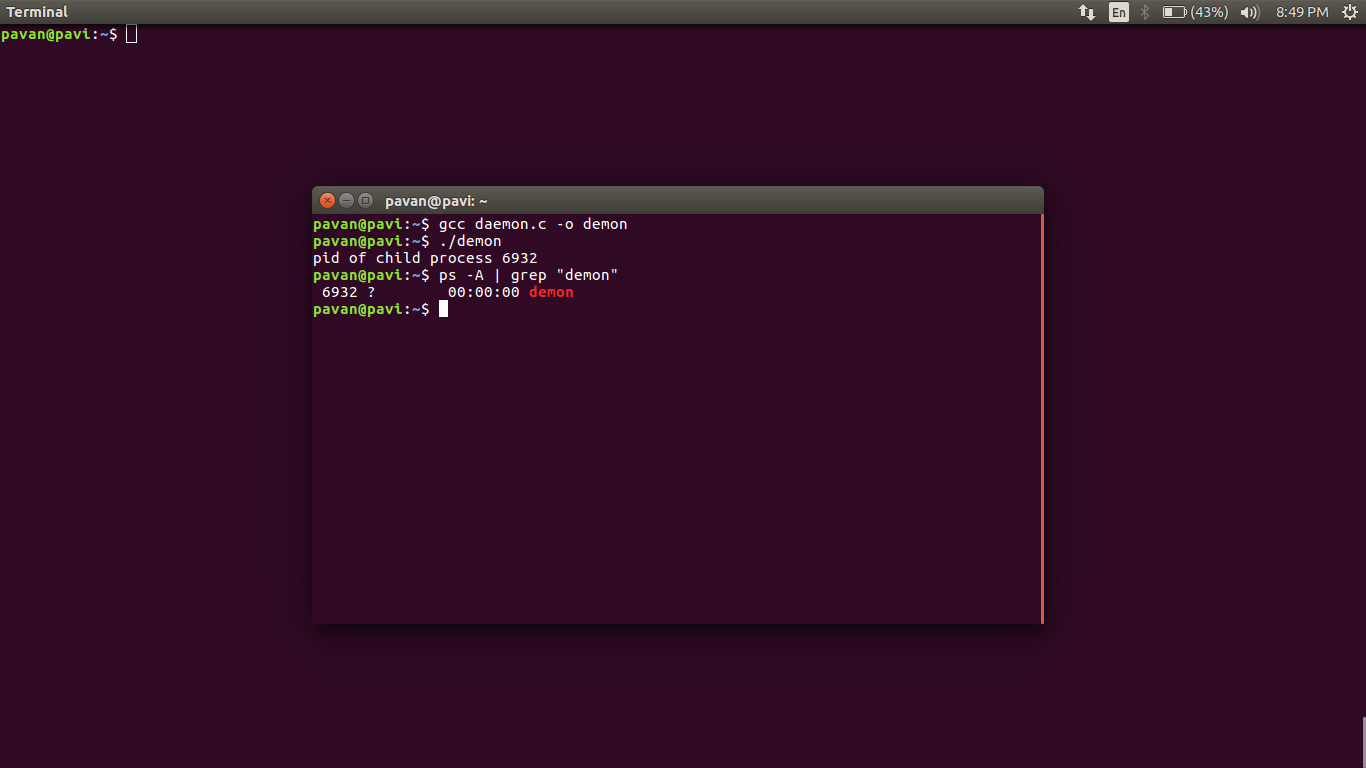 Terminal
En
(43%)
8:49 PM
pavan@pavi:~$
pavan@pavi: ~
pavan@pavi:~$ gcc daemon.c -o demon
pavan@pavi:~$ ./demon
pid of child process 6932
pavan@pavi:~$ ps -A | grep "demon"
 6932 ?        00:00:00 demon
pavan@pavi:~$